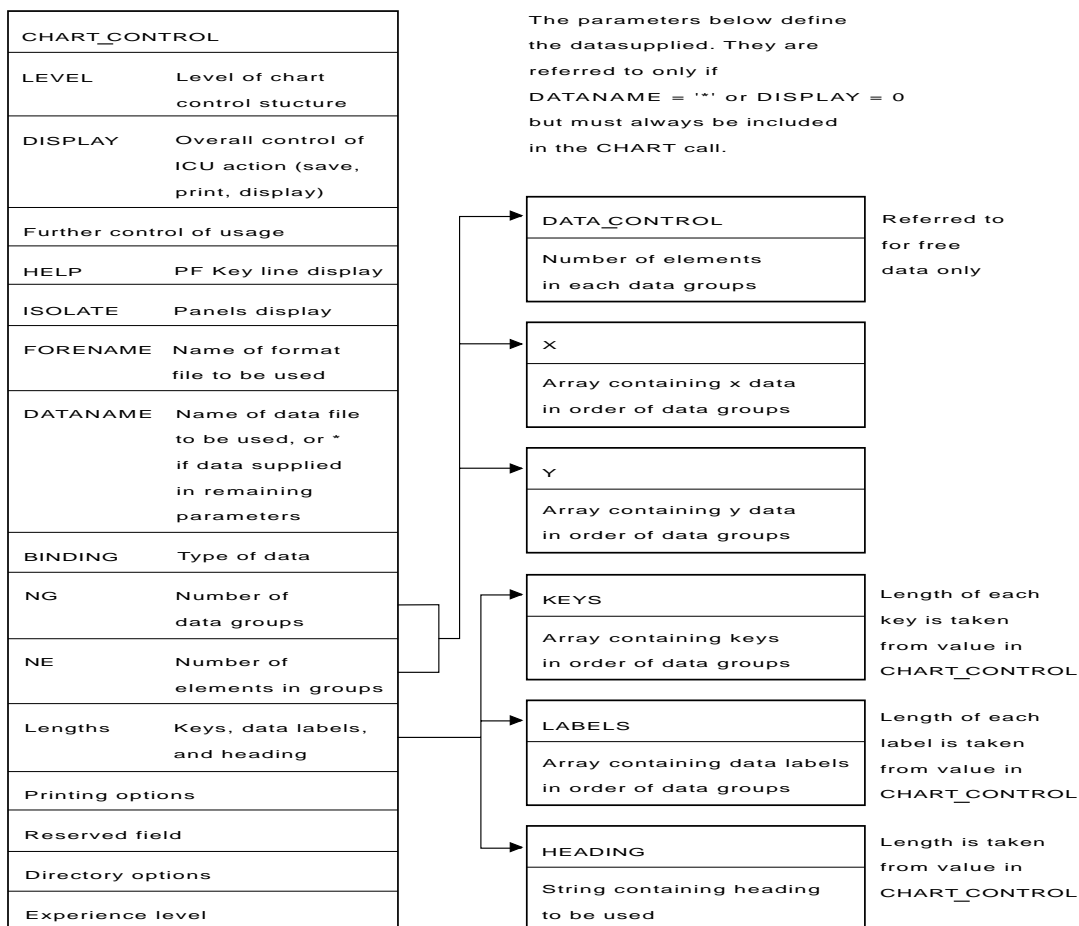 CHART_CONTROL
LEVEL Level of chart
control stucture
DISPLAY Overall control of
ICU action (save,
print, display)
Further control of usage
HELP PF Key line display
ISOLATE Panels display
FORENAME Name of format
file to be used
DATANAME Name of data file
to be used, or *
if data supplied
in remaining
parameters
BINDING Type of data
NG Number of
data groups
NE Number of
elements in groups
Lengths Keys, data labels,
and heading
Printing options
Reserved field
Directory options
Experience level
The parameters below define
the datasupplied. They are
referred to only if
DATANAME = '*' or DISPLAY = 0
but must always be included
in the CHART call.
DATA_CONTROL
Number of elements
in each data groups
Referred to
for free
data only
X
Array containing x data
in order of data groups
Y
Array containing y data
in order of data groups
KEYS
Array containing keys
in order of data groups
Length of each
key is taken
from value in
CHART_CONTROL
LABELS
Array containing data labels
in order of data groups
Length of each
label is taken
from value in
CHART_CONTROL
HEADING
String containing heading
to be used
Length is taken
from value in
CHART_CONTROL